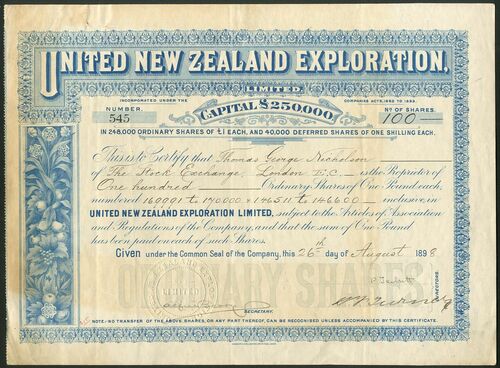 UNITED NEW ZEALAND EXPLORATION,
LIMITED.
INCORPORATED UNDER THE COMPANIES ACTS, 1862 TO 1893.
NUMBER 545
CAPITAL £250,000,
No OF SHARES. 100
IN 248,000 ORDINARY SHARES OF £1 EACH, AND 40,000 DEFERRED SHARES OF ONE SHILLING EACH.
This is to Certify that Thomas George Nicholson
of The Stock Exchange, London E.C. is the Proprietor of
One hundred Ordinary Shares of One Pound each,
numbered 169991 to 170000 & 146511 to 146600 inclusive, in
UNITED NEW ZEALAND EXPLORATION LIMITED, subject to the Articles of Association
and Regulations of the Company, and that the sum of One Pound
has been paid on each of such Shares.
Given under the Common Seal of the Company, this 26th day of August 1898
ORDINARY SHARES
DIRECTORS.
SECRETARY.
NOTE.-NO TRANSFER OF THE ABOVE SHARES, OR ANY PART THEREOF, CAN BE RECOGNISED UNLESS ACCOMPANIED BY THIS CERTIFICATE.